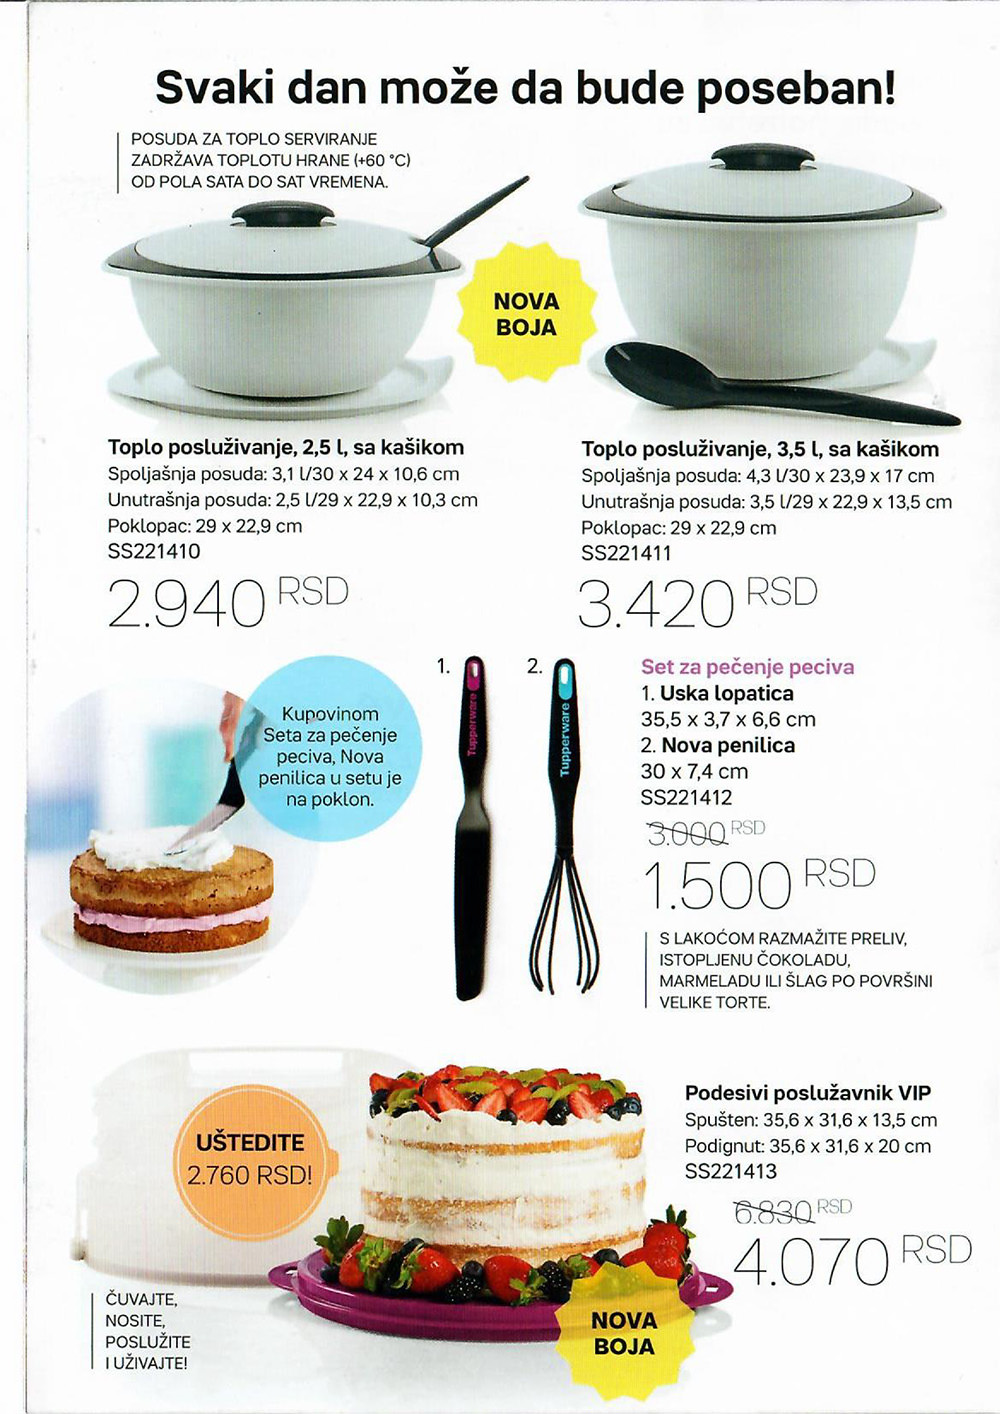 Svaki dan može da bude poseban!
POSUDA ZA TOPLO SERVIRANJE
ZADRŽAVA TOPLOTU HRANE (+60 °C)
OD POLA SATA DO SAT VREMENA.
NOVA
BOJA
Toplo posluživanje, 2,5 l, sa kašikom
Spoljašnja posuda: 3,1 l/30 x 24 x 10,6 cm
Unutrašnja posuda: 2,5 l/29 x 22,9 x 10,3 cm
Poklopac: 29 x 22,9 cm
SS221410
2.940 RSD
Toplo posluživanje, 3,5 l, sa kašikom
Spoljašnja posuda: 4,3 l/30 x 23,9 x 17 cm
Unutrašnja posuda: 3,5 l/29 x 22,9 x 13,5 cm
Poklopac: 29 x 22,9 cm
SS221411
3.420 RSD
Kupovinom
Seta za pečenje
peciva, Nova
penilica u setu je
na poklon.
1.
Tupperware
2.
Tupperware
Set za pečenje peciva
1. Uska lopatica
35,5 x 3,7 x 6,6 cm
2. Nova penilica
30 x 7,4 cm
SS221412
3.000 RSD
1.500 RSD
S LAKOĆOM RAZMAŽITE PRELIV,
ISTOPLJENU ČOKOLADU,
MARMELADU ILI ŠLAG PO POVRŠINI
VELIKE TORTE.
UŠTEDITE
2.760 RSD!
Podesivi poslužavnik VIP
Spušten: 35,6 x 31,6 x 13,5 cm
Podignut: 35,6 x 31,6 x 20 cm
SS221413
6.830 RSD
4.070 RSD
ČUVAJTE,
NOSITE,
POSLUŽITE
I UŽIVAJTE!
NOVA
BOJA